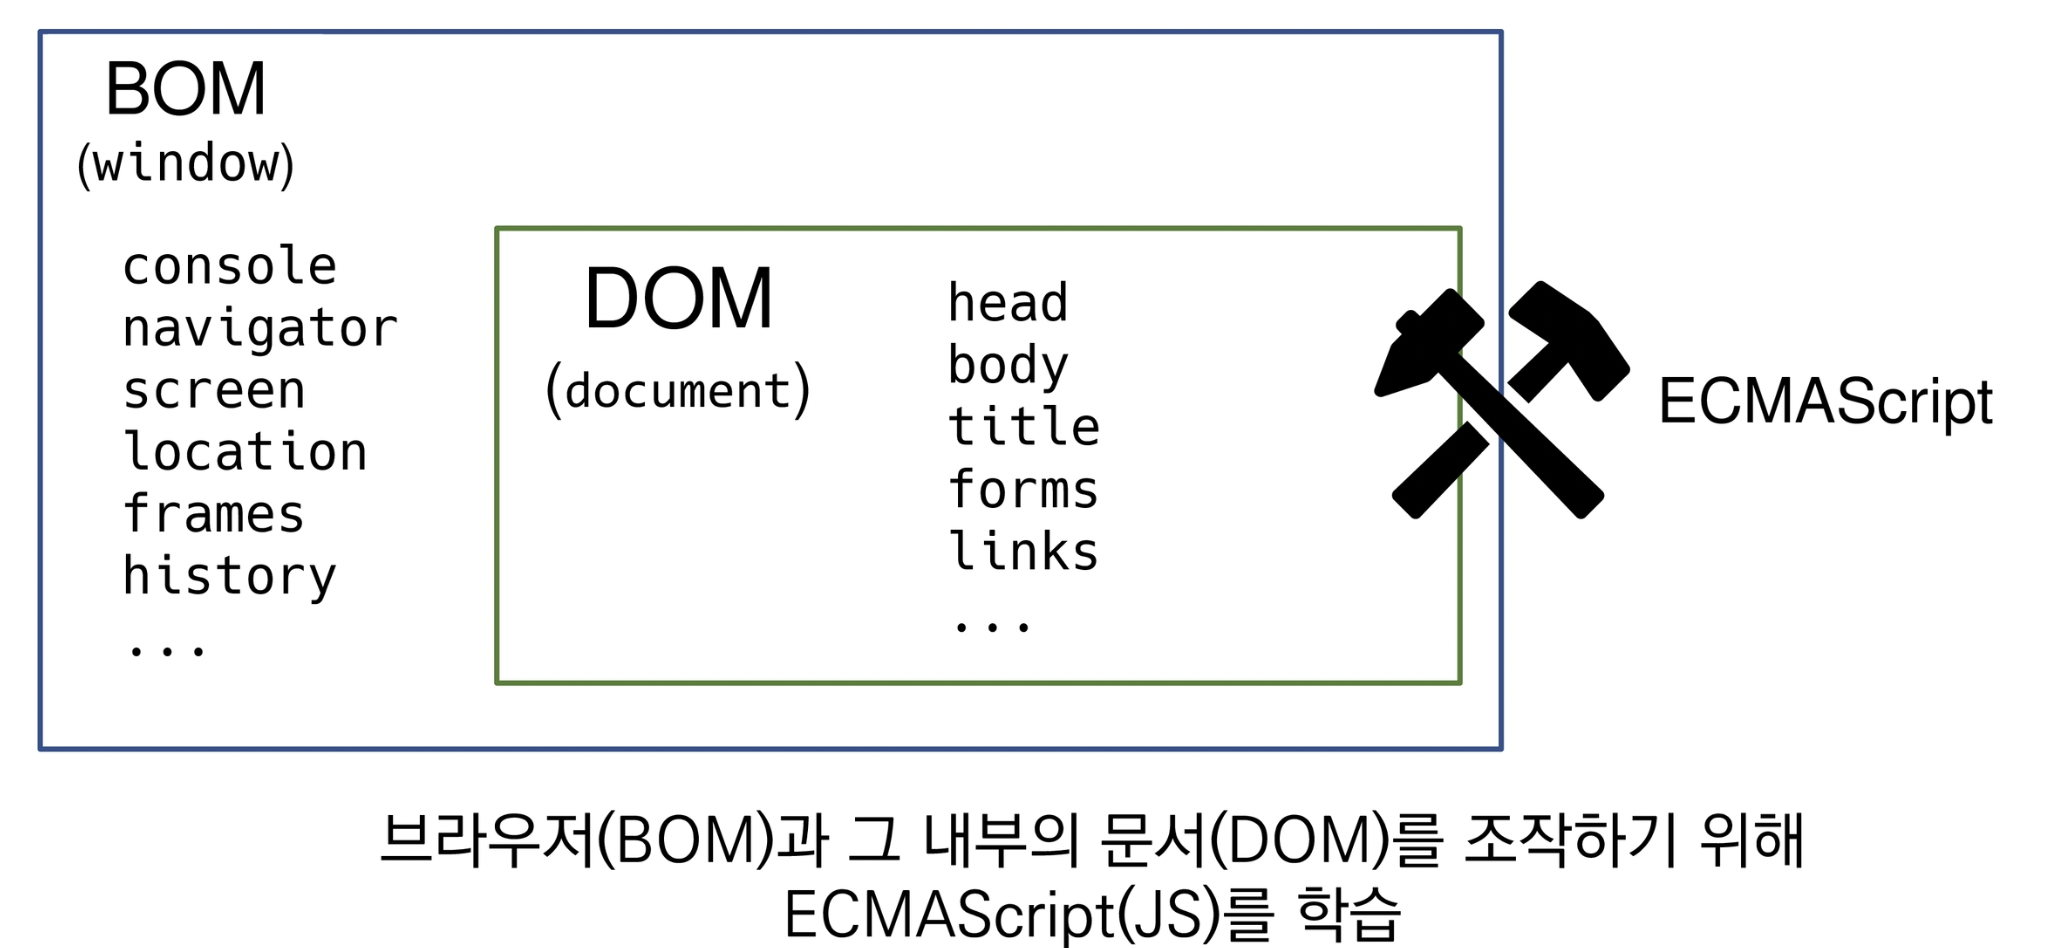 BOM
(window)
console
navigator
screen
location
frames
history
...
DOM
(document)
head
body
title
forms
links
...
ECMAScript
브라우저(BOM)과 그 내부의 문서(DOM)를 조작하기 위해
ECMAScript(JS)를 학습